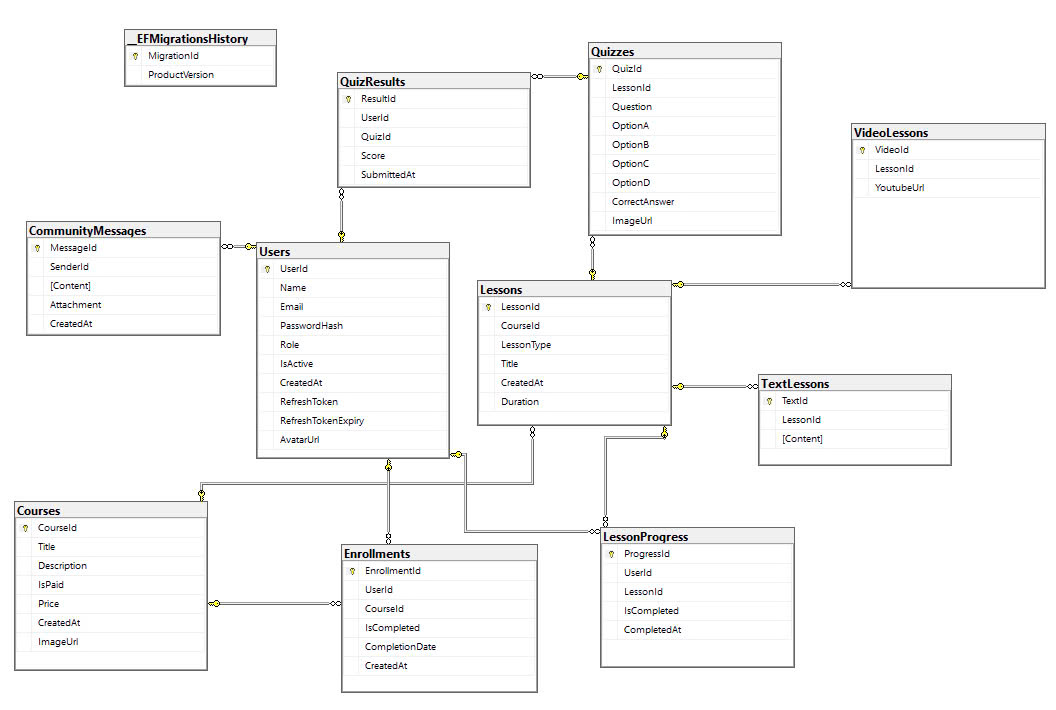 __EFMigrationsHistory
MigrationId
ProductVersion
QuizResults
ResultId
UserId
QuizId
Score
SubmittedAt
Quizzes
QuizId
LessonId
Question
OptionA
OptionB
OptionC
OptionD
CorrectAnswer
ImageUrl
VideoLessons
VideoId
LessonId
YoutubeUrl
CommunityMessages
MessageId
SenderId
[Content]
Attachment
CreatedAt
Users
UserId
Name
Email
PasswordHash
Role
IsActive
CreatedAt
RefreshToken
RefreshTokenExpiry
AvatarUrl
Lessons
LessonId
CourseId
LessonType
Title
CreatedAt
Duration
TextLessons
TextId
LessonId
[Content]
Courses
CourseId
Title
Description
IsPaid
Price
CreatedAt
ImageUrl
Enrollments
EnrollmentId
UserId
CourseId
IsCompleted
CompletionDate
CreatedAt
LessonProgress
ProgressId
UserId
LessonId
IsCompleted
CompletedAt